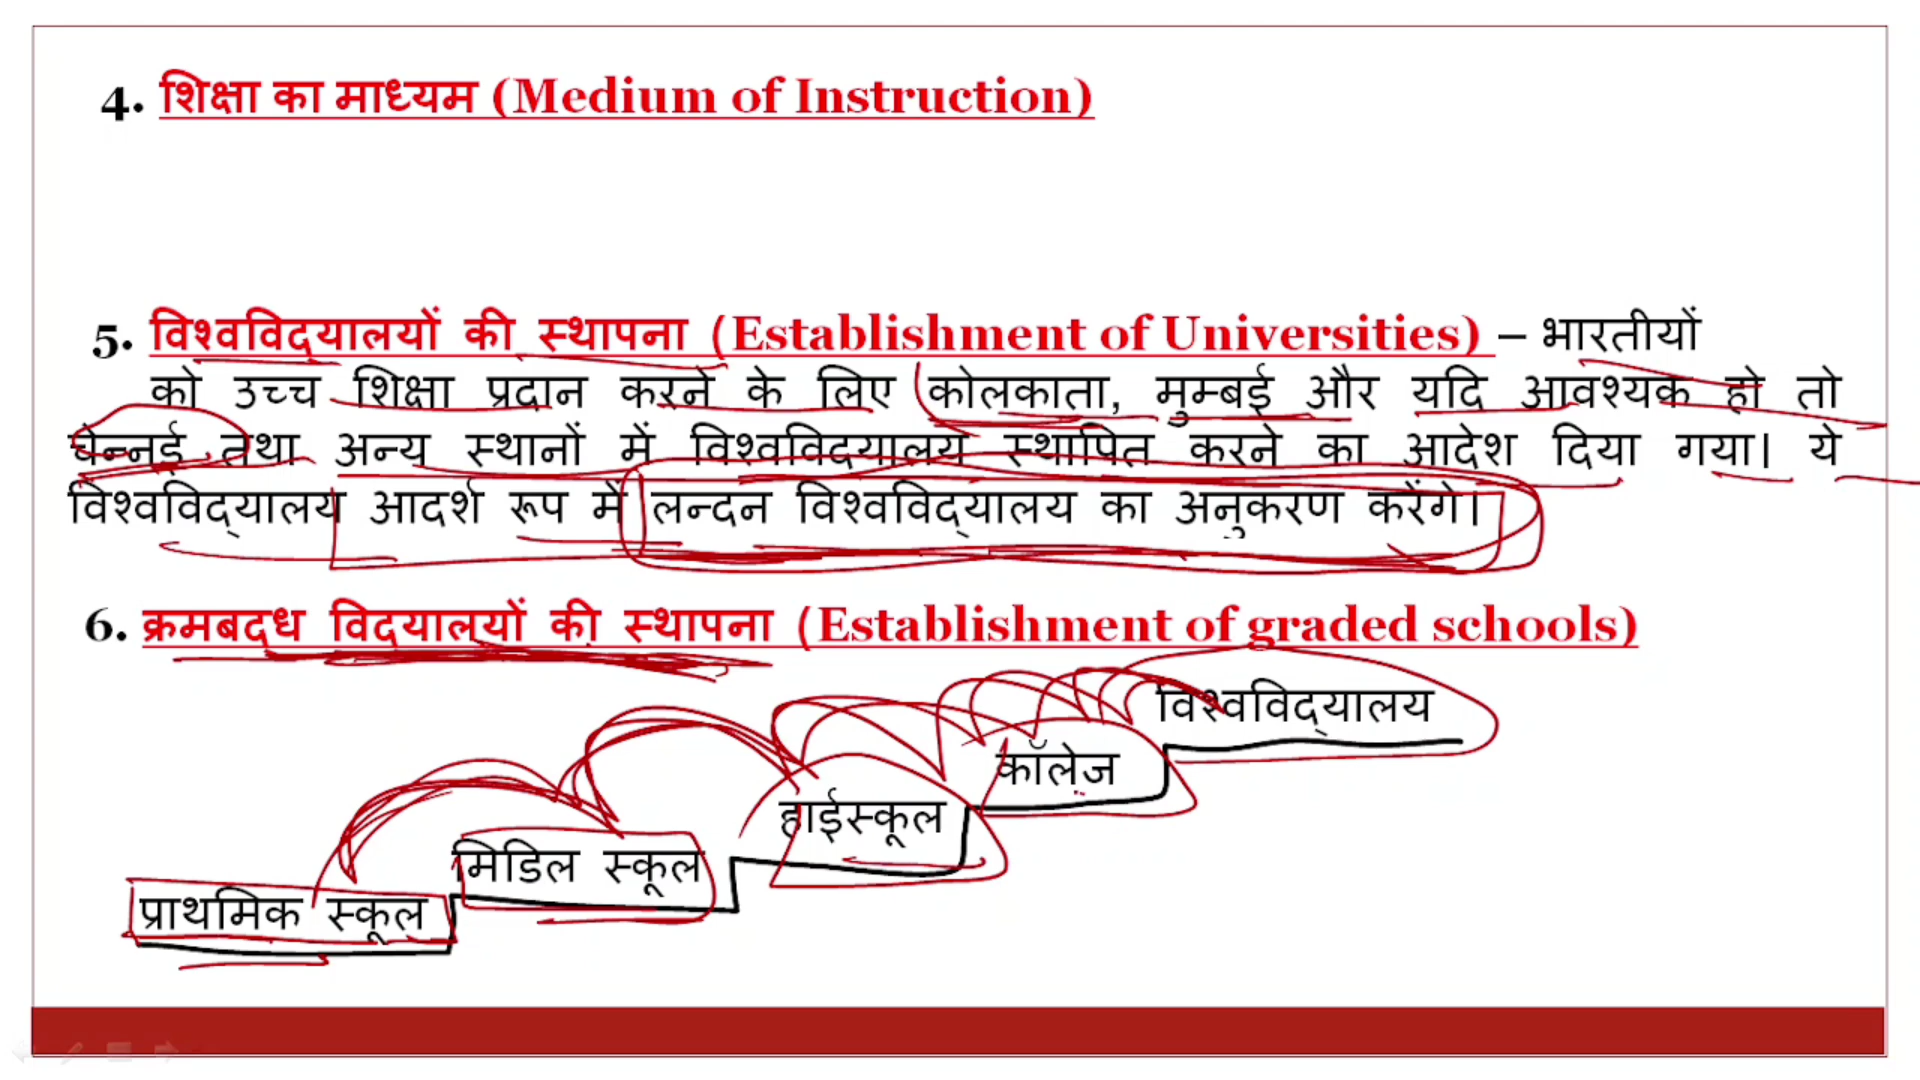 4. शिक्षा का माध्यम (Medium of Instruction)
5. विश्वविद्यालयों की स्थापना (Establishment of Universities) – भारतीयों
को उच्च शिक्षा प्रदान करने के लिए कोलकाता, मुम्बई और यदि आवश्यक हो तो
चेन्नई तथा अन्य स्थानों में विश्वविद्यालय स्थापित करने का आदेश दिया गया। ये
विश्वविद्यालय आदर्श रूप में लन्दन विश्वविद्यालय का अनुकरण करेंगे।
6. क्रमबद्ध विद्यालयों की स्थापना (Establishment of graded schools)
विश्वविद्यालय
कॉलेज
हाईस्कूल
मिडिल स्कूल
प्राथमिक स्कूल